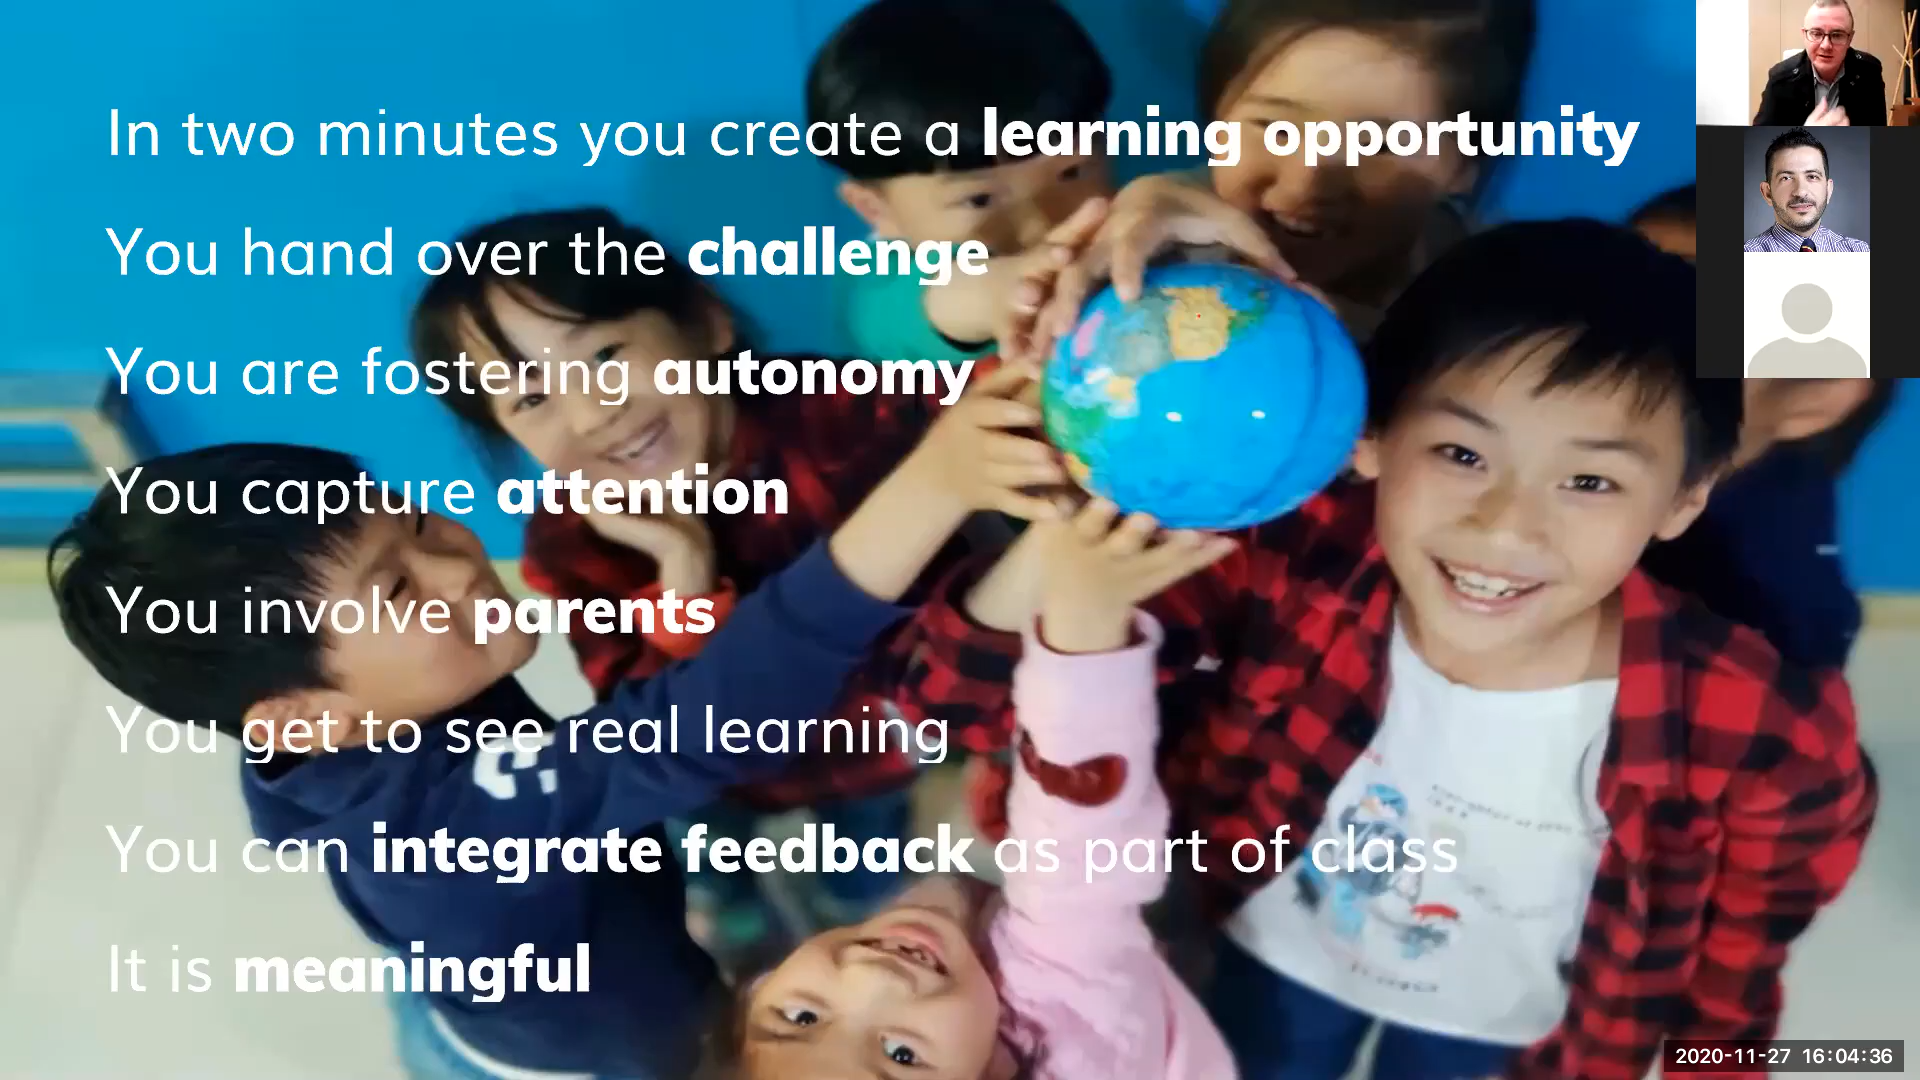 In two minutes you create a learning opportunity
You hand over the challenge
You are fostering autonomy
You capture attention
You involve parents
You get to see real learning
You can integrate feedback as part of class
It is meaningful
2020-11-27 16:04:36